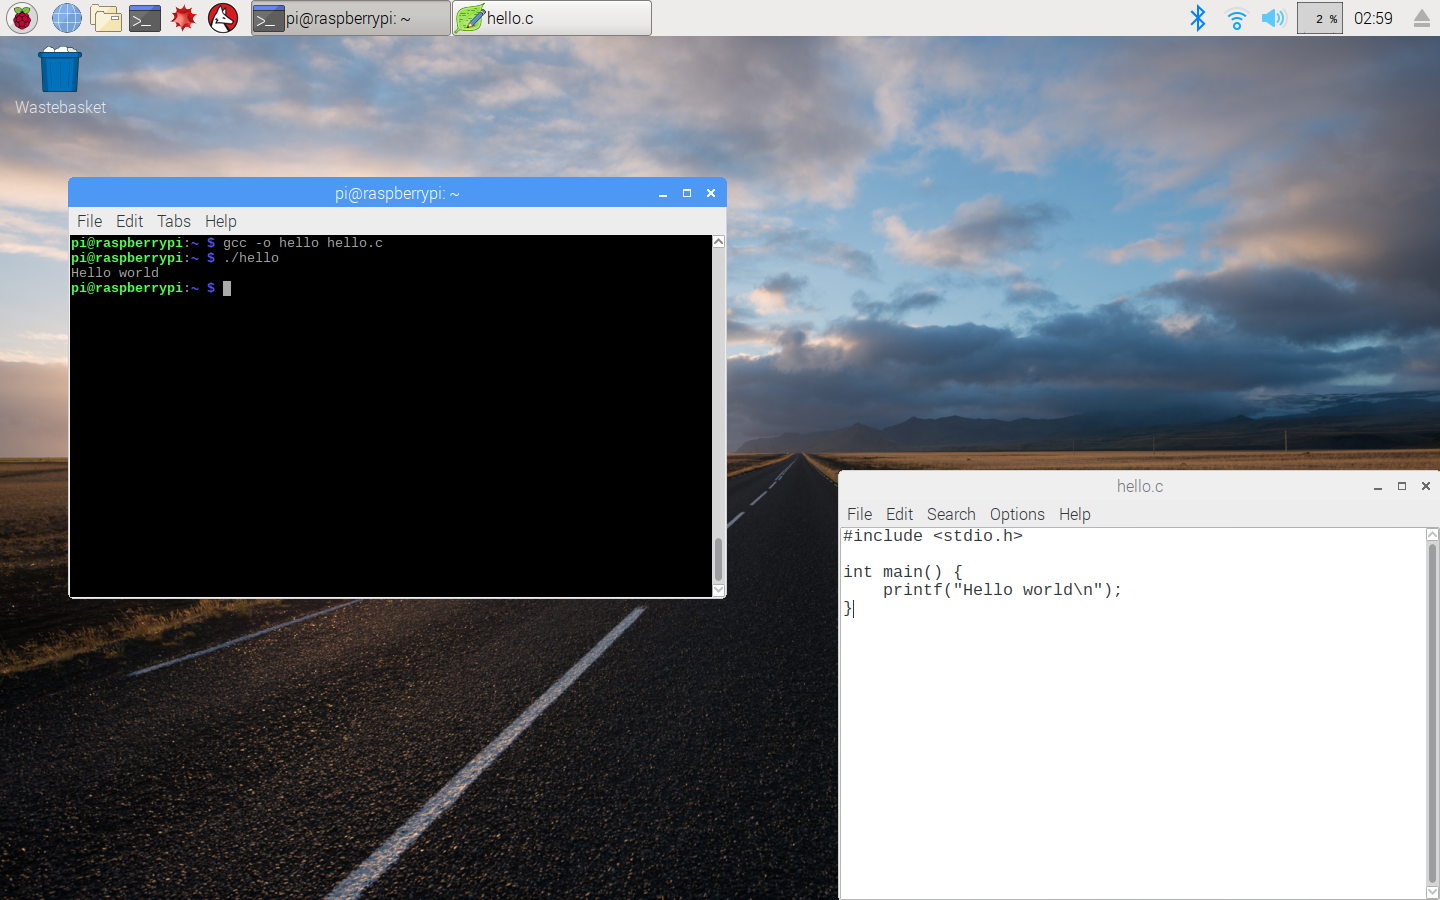 pi@raspberrypi: ~
hello.c
2 %
02:59
Wastebasket
pi@raspberrypi: ~
File Edit Tabs Help
pi@raspberrypi:~ $ gcc -o hello hello.c
pi@raspberrypi:~ $ ./hello
Hello world
pi@raspberrypi:~ $
hello.c
File Edit Search Options Help
#include <stdio.h>
int main() {
    printf("Hello world\n");
}